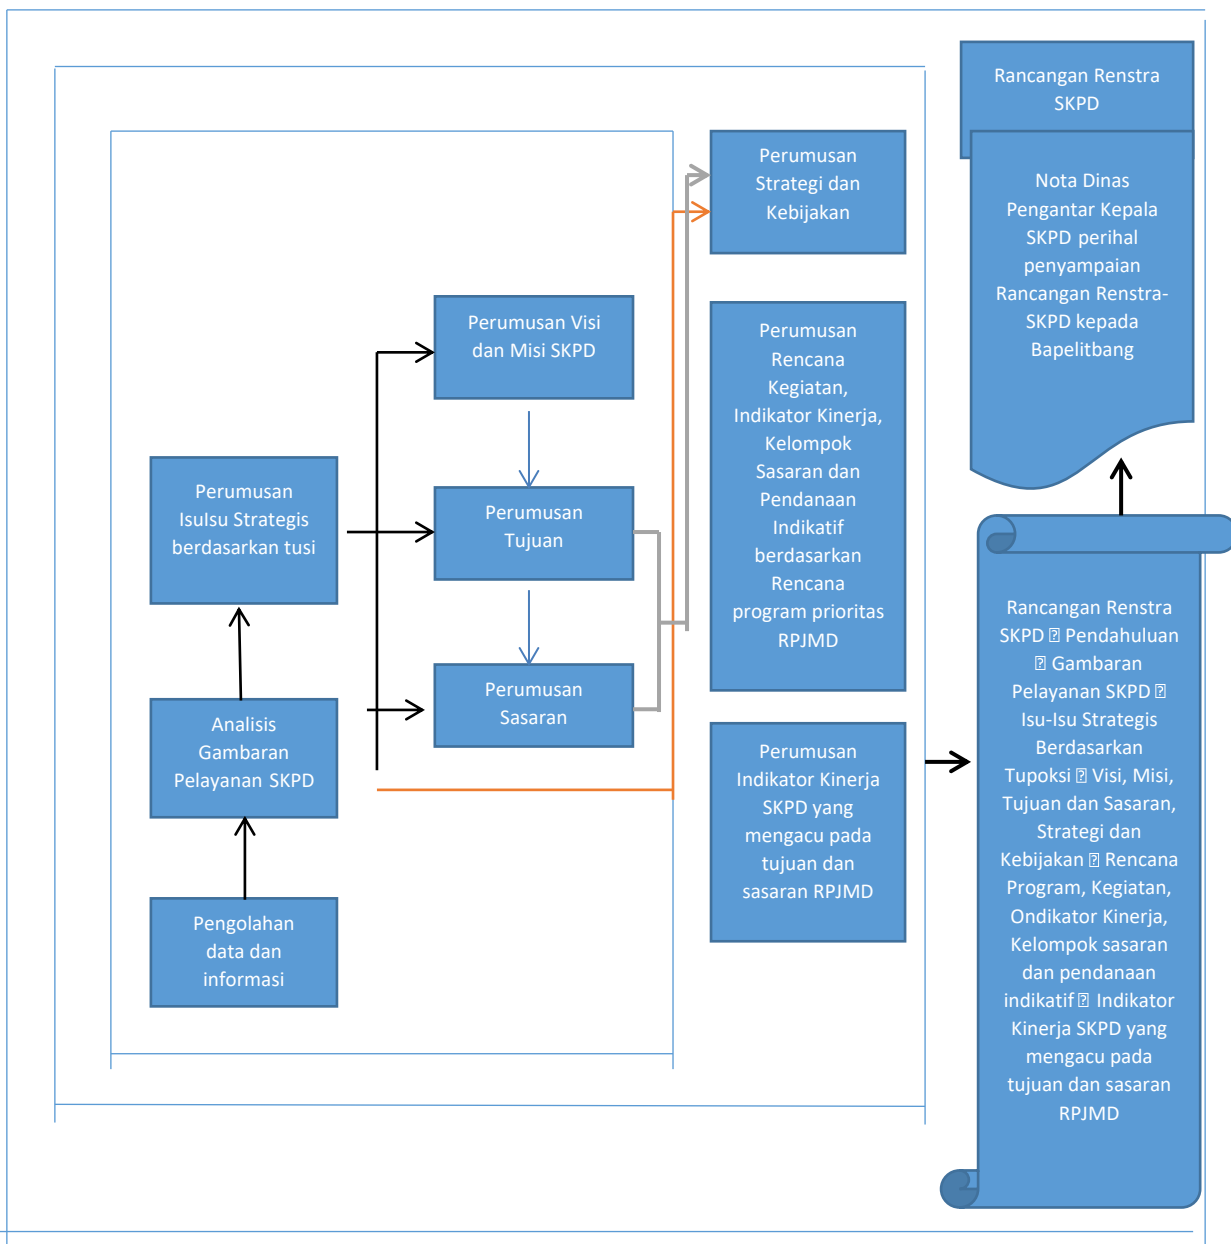 Rancangan Renstra
SKPD
Nota Dinas
Pengantar Kepala
SKPD perihal
penyampaian
Rancangan Renstra-
SKPD kepada
Bapelitbang
Perumusan
Strategi dan
Kebijakan
Perumusan Visi
dan Misi SKPD
Perumusan
Rencana
Kegiatan,
Indikator Kinerja,
Kelompok
Sasaran dan
Pendanaan
Indikatif
berdasarkan
Rencana
program prioritas
RPJMD
Perumusan
IsuIsu Strategis
berdasarkan tusi
Perumusan
Tujuan
Perumusan
Sasaran
Analisis
Gambaran
Pelayanan SKPD
Perumusan
Indikator Kinerja
SKPD yang
mengacu pada
tujuan dan
sasaran RPJMD
Pengolahan
data dan
informasi
Rancangan Renstra
SKPD ⍰ Pendahuluan
⍰ Gambaran
Pelayanan SKPD ⍰
Isu-Isu Strategis
Berdasarkan
Tupoksi ⍰ Visi, Misi,
Tujuan dan Sasaran,
Strategi dan
Kebijakan ⍰ Rencana
Program, Kegiatan,
Ondikator Kinerja,
Kelompok sasaran
dan pendanaan
indikatif ⍰ Indikator
Kinerja SKPD yang
mengacu pada
tujuan dan sasaran
RPJMD